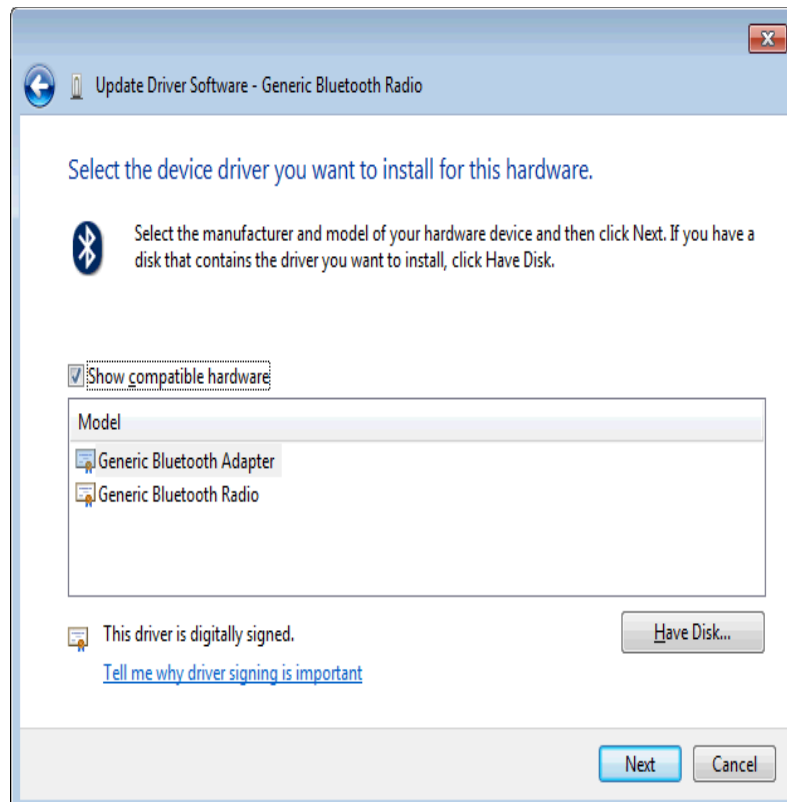 Update Driver Software - Generic Bluetooth Radio
Select the device driver you want to install for this hardware.
Select the manufacturer and model of your hardware device and then click Next. If you have a
disk that contains the driver you want to install, click Have Disk.
Show compatible hardware
Model
Generic Bluetooth Adapter
Generic Bluetooth Radio
This driver is digitally signed.
Have Disk...
Tell me why driver signing is important
Next
Cancel